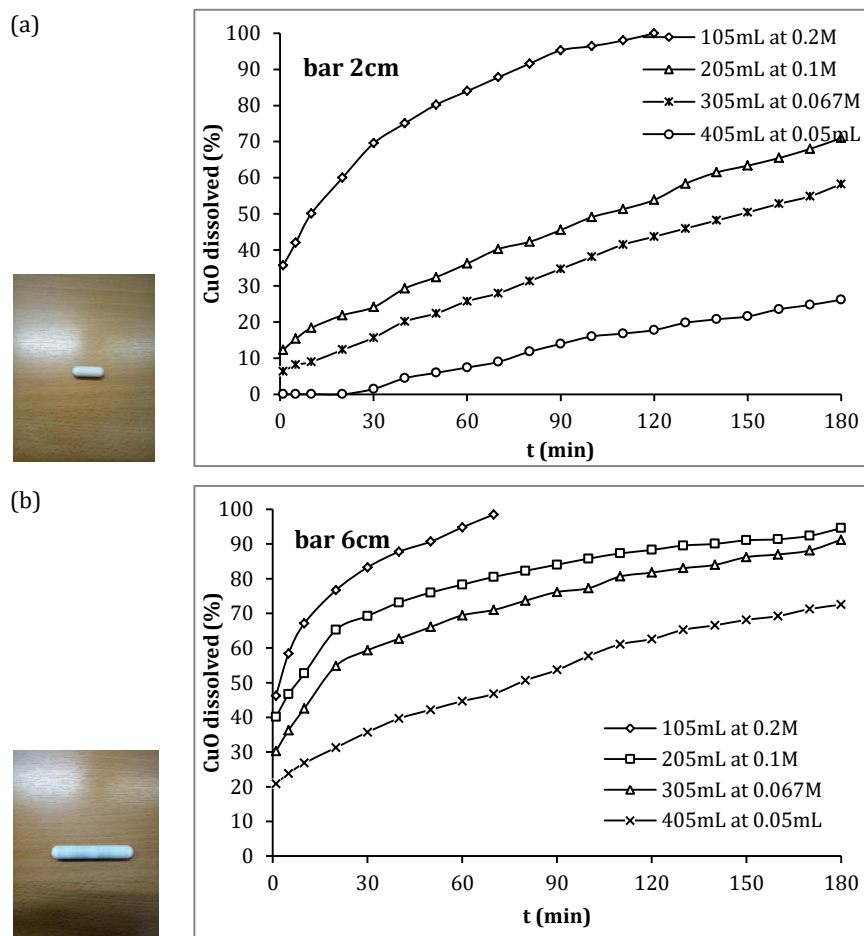 (a)
bar 2cm
105mL at 0.2M
205mL at 0.1M
305mL at 0.067M
405mL at 0.05mL
CuO dissolved (%)
100
90
80
70
60
50
40
30
20
10
0
0 30 60 90 120 150 180
t (min)
(b)
bar 6cm
CuO dissolved (%)
100
90
80
70
60
50
40
30
20
10
0
105mL at 0.2M
205mL at 0.1M
305mL at 0.067M
405mL at 0.05mL
0 30 60 90 120 150 180
t (min)